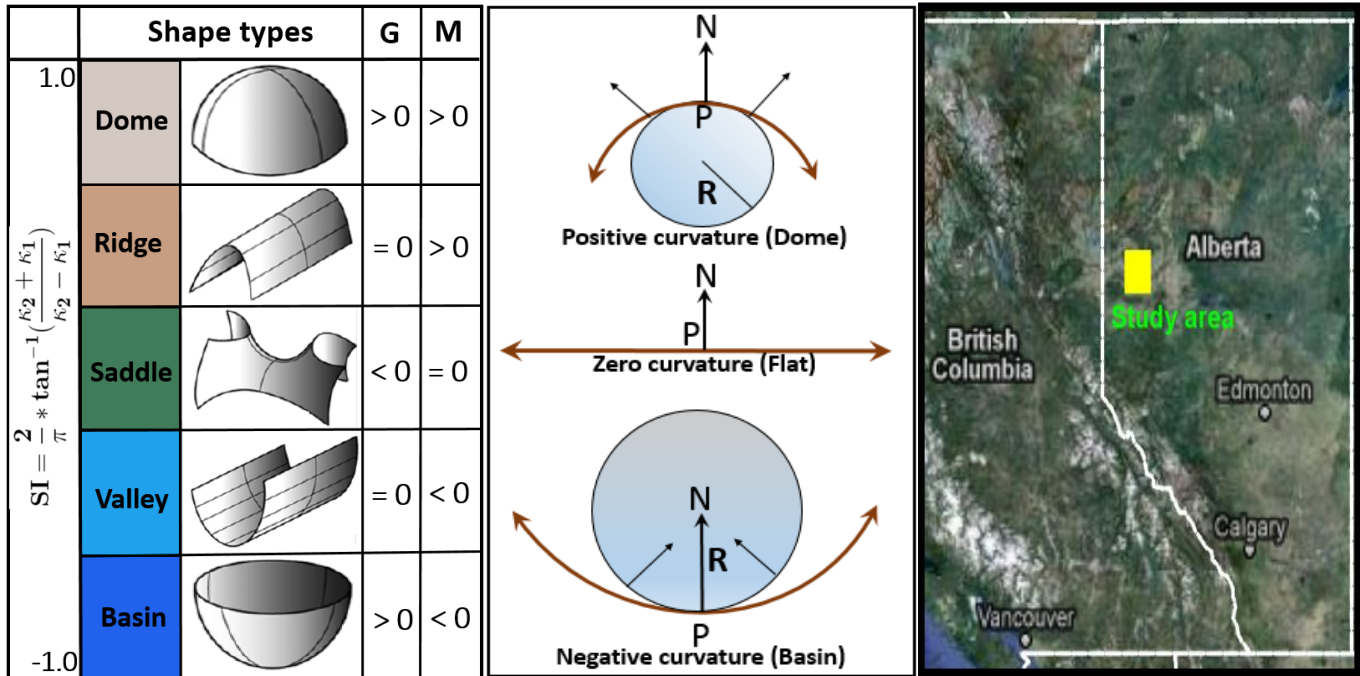 Shape types G M
1.0
Dome > 0 > 0
Ridge = 0 > 0
Saddle < 0 = 0
Valley = 0 < 0
Basin > 0 < 0
-1.0
SI = 2/π * tan⁻¹(κ₂ + κ₁/κ₂ − κ₁)
N
P
R
Positive curvature (Dome)
N
P
Zero curvature (Flat)
N
R
P
Negative curvature (Basin)
Alberta
Study area
British
Columbia
Edmonton
Calgary
Vancouver